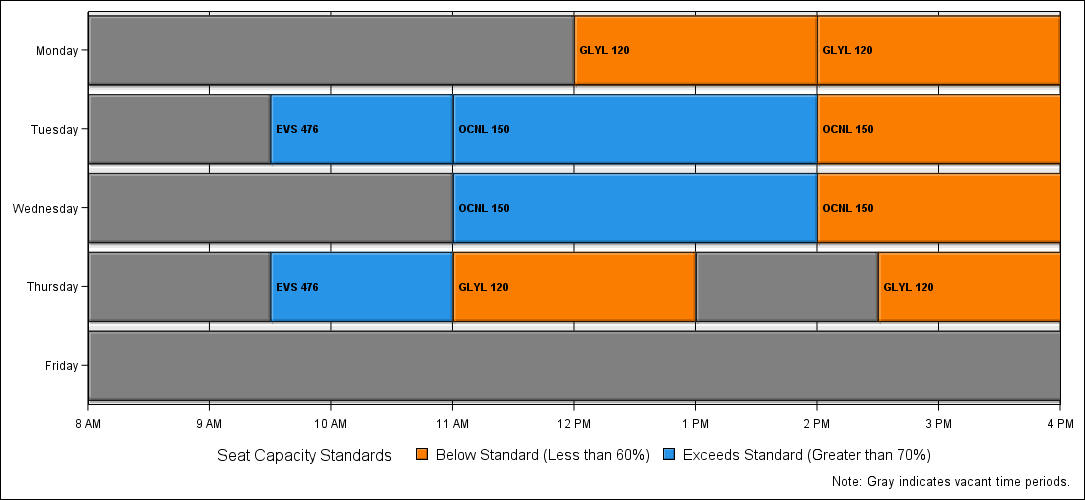 Monday
GLYL 120
GLYL 120
Tuesday
EVS 476
OCNL 150
OCNL 150
Wednesday
OCNL 150
OCNL 150
Thursday
EVS 476
GLYL 120
GLYL 120
Friday
8 AM 9 AM 10 AM 11 AM 12 PM 1 PM 2 PM 3 PM 4 PM
Seat Capacity Standards Below Standard (Less than 60%) Exceeds Standard (Greater than 70%)
Note: Gray indicates vacant time periods.